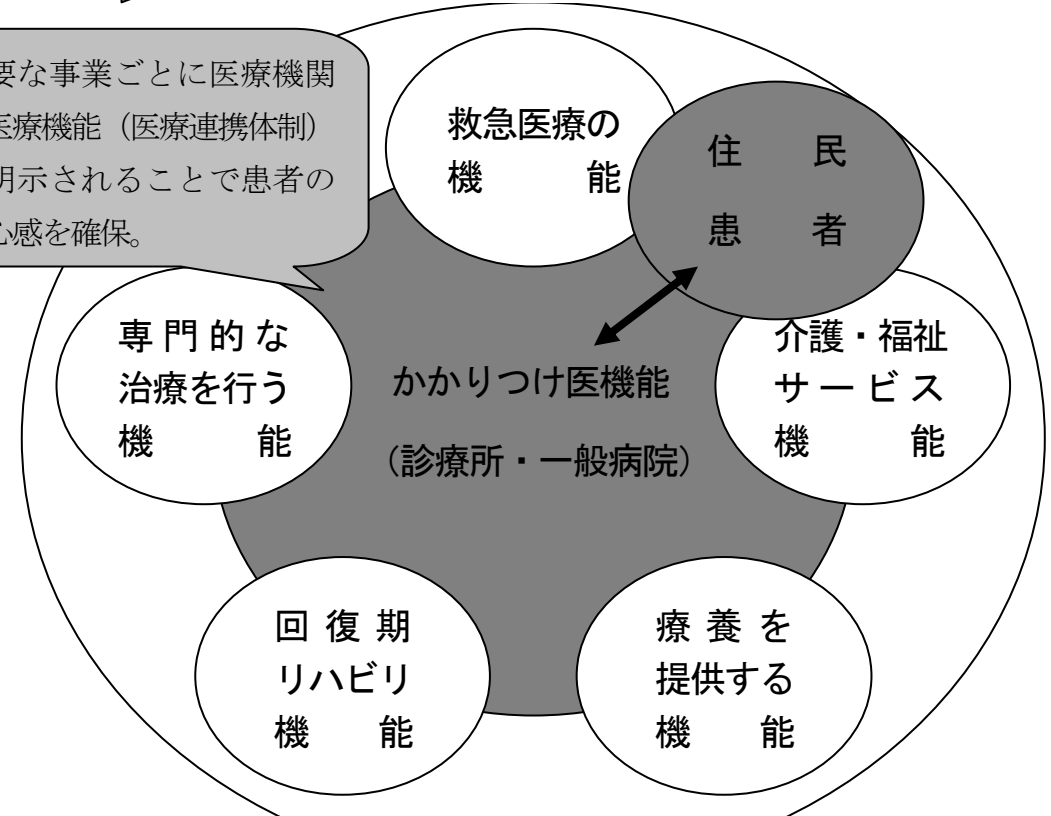 要な事業ごとに医療機関
医療機能（医療連携体制）
明示されることで患者の
心感を確保。
救急医療の
機　　能
住　　民
患　　者
専門的な
治療を行う
機　　能
かかりつけ医機能
（診療所・一般病院）
介護・福祉
サービス
機　　能
回復期
リハビリ
機　　能
療養を
提供する
機　　能